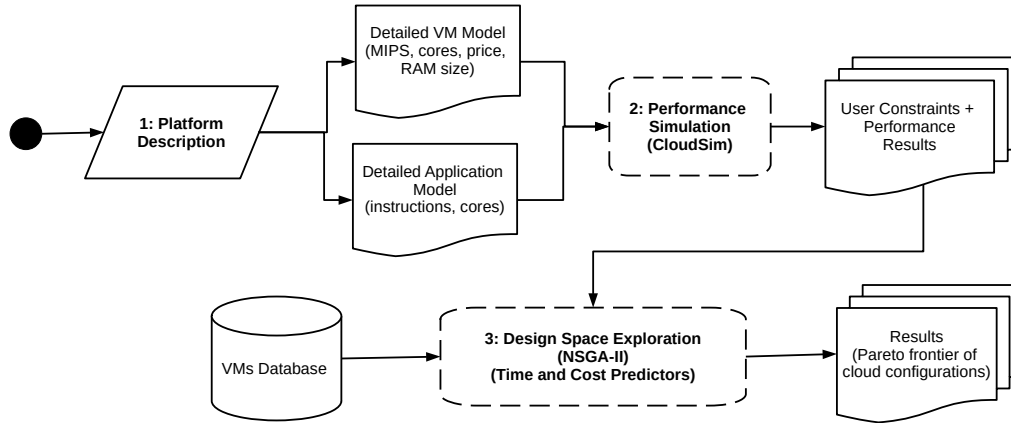 Detailed VM Model
(MIPS, cores, price,
RAM size)
1: Platform
Description
2: Performance
Simulation
(CloudSim)
User Constraints +
Performance
Results
Detailed Application
Model
(instructions, cores)
VMs Database
3: Design Space Exploration
(NSGA-II)
(Time and Cost Predictors)
Results
(Pareto frontier of
cloud configurations)